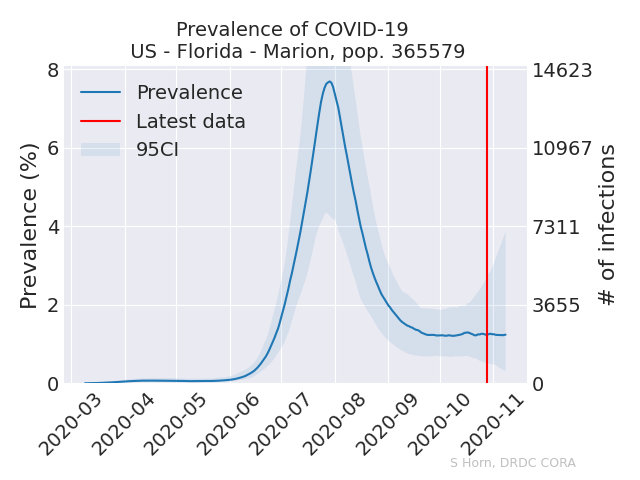 Prevalence of COVID-19
US - Florida - Marion, pop. 365579
Prevalence (%)
8
6
4
2
0
Prevalence
Latest data
95CI
14623
10967
7311
3655
0
# of infections
2020-03
2020-04
2020-05
2020-06
2020-07
2020-08
2020-09
2020-10
2020-11
S Horn, DRDC CORA